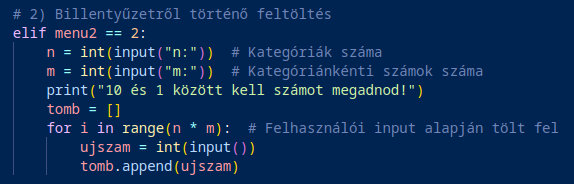 # 2) Billentyűzetről történő feltöltés
elif menu2 == 2:
n = int(input("n:"))  # Kategóriák száma
m = int(input("m:"))  # Kategóriánkénti számok száma
print("10 és 1 között kell számot megadnod!")
tomb = []
for i in range(n * m):  # Felhasználói input alapján tölt fel
ujszam = int(input())
tomb.append(ujszam)